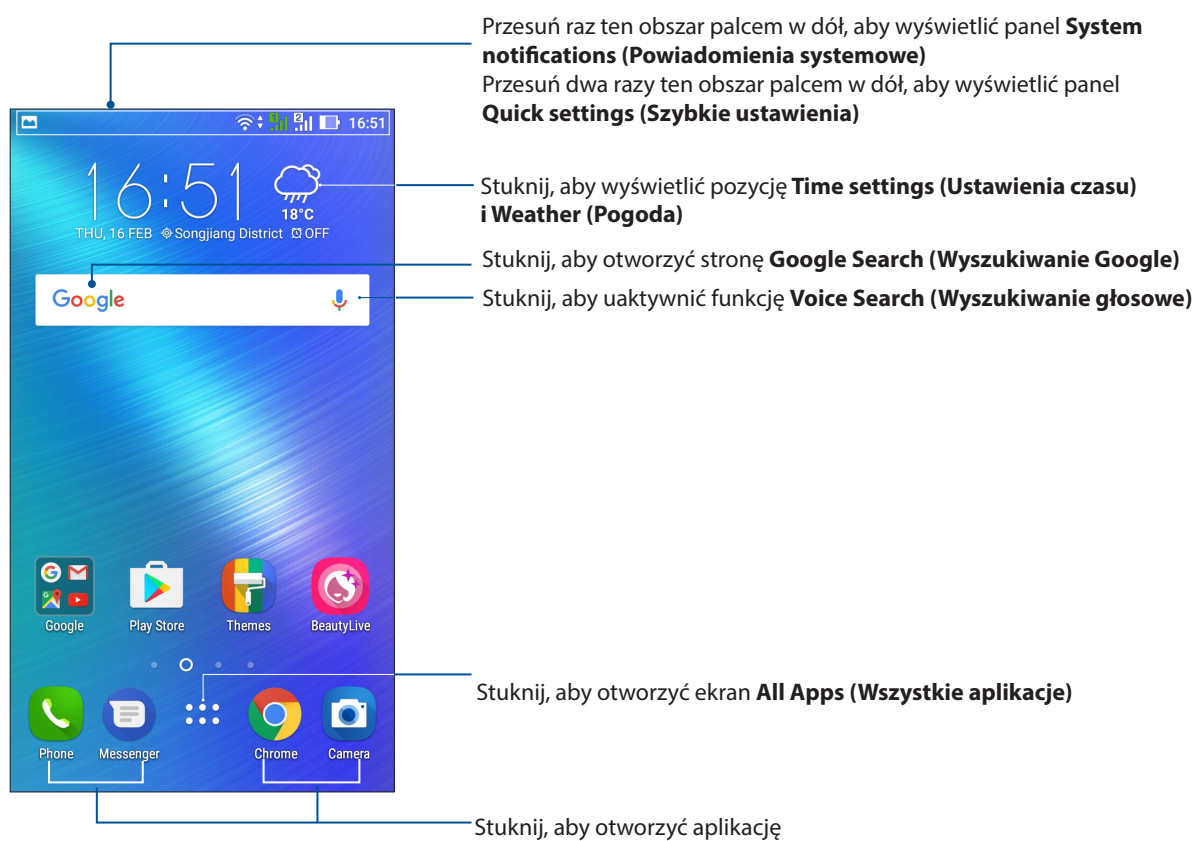 Przesuń raz ten obszar palcem w dół, aby wyświetlić panel System
notifications (Powiadomienia systemowe)
Przesuń dwa razy ten obszar palcem w dół, aby wyświetlić panel
Quick settings (Szybkie ustawienia)
1 2 16:51
16:51
18°C
THU, 16 FEB Songjiang District OFF
Stuknij, aby wyświetlić pozycję Time settings (Ustawienia czasu)
i Weather (Pogoda)
Google
Stuknij, aby otworzyć stronę Google Search (Wyszukiwanie Google)
Stuknij, aby uaktywnić funkcję Voice Search (Wyszukiwanie głosowe)
Google Play Store Themes BeautyLive
Stuknij, aby otworzyć ekran All Apps (Wszystkie aplikacje)
Phone Messenger Chrome Camera
Stuknij, aby otworzyć aplikację